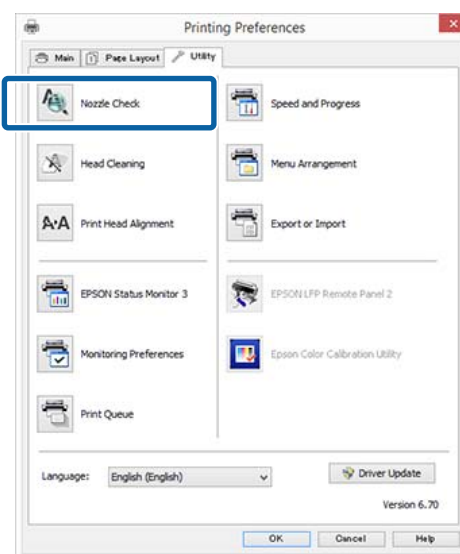 Printing Preferences
Main
Page Layout
Utility
Nozzle Check
Speed and Progress
Head Cleaning
Menu Arrangement
A·A
Print Head Alignment
Export or Import
EPSON Status Monitor 3
EPSON LFP Remote Panel 2
Monitoring Preferences
Epson Color Calibration Utility
Print Queue
Language:
English (English)
Driver Update
Version 6.70
OK
Cancel
Help